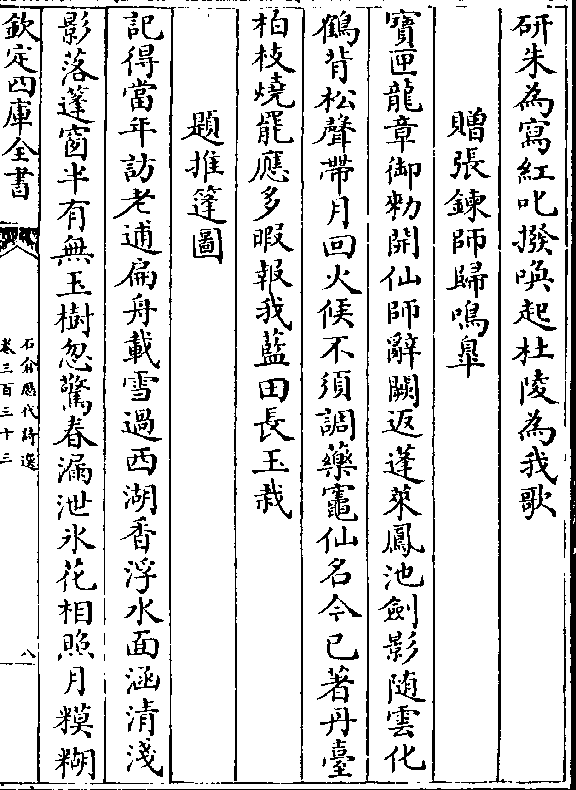 研朱為寫紅叱撥喚起杜陵為我歌
贈張鍊師歸鳴臯
寶匣龍章御勑開仙師辭闕返蓬萊鳳池劍影随雲化
鶴背松聲帶月回火候不須調藥竈仙名今已著丹臺
柏枝燒罷應多暇報我藍田長玉栽
題推篷圖
記得當年訪老逋扁舟載雪過西湖香浮水面涵清淺
影落蓬窗半有無玉樹忽驚春漏泄氷花相照月糢糊
欽定四庫全書
石倉歷代詩選
卷三百三十三
八